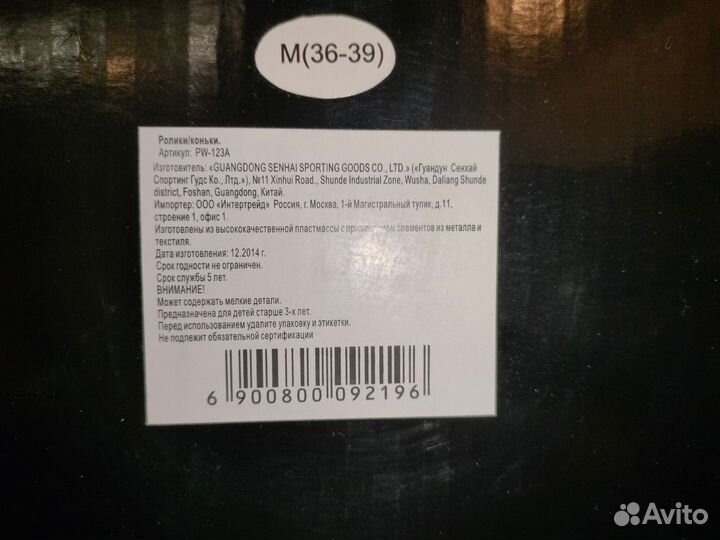 M(36-39)
Ролики/коньки.
Артикул: PW-123A
Изготовитель: «GUANGDONG SENHAI SPORTING GOODS CO., LTD.» («Гуандун Сенхай
Спортинг Гудс Ко., Лтд.»), №11 Xinhui Road., Shunde Industrial Zone, Wusha, Daliang Shunde
district, Foshan, Guangdong, Китай.
Импортер: ООО «Интертрейд» Россия, г. Москва, 1-й Магистральный тупик, д.11,
строение 1, офис 1.
Изготовлены из высококачественной пластмассы с применением элементов из металла и
текстиля.
Дата изготовления: 12.2014 г.
Срок годности не ограничен.
Срок службы 5 лет.
ВНИМАНИЕ!
Может содержать мелкие детали.
Предназначена для детей старше 3-х лет.
Перед использованием удалите упаковку и этикетки.
Не подлежит обязательной сертификации
6 900800 092196
Avito